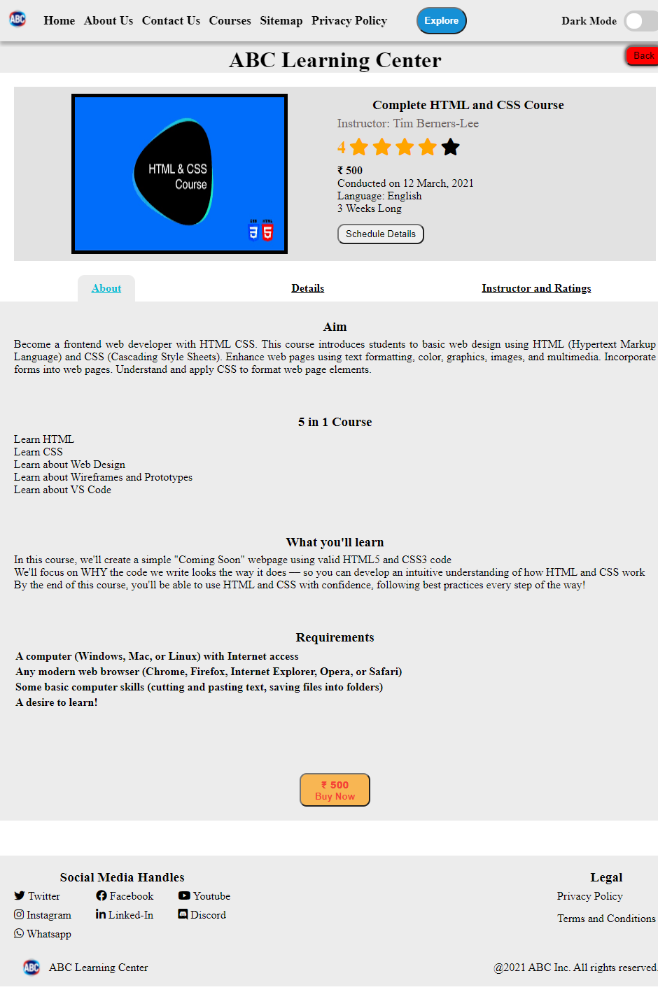 ABC Home About Us Contact Us Courses Sitemap Privacy Policy Explore Dark Mode
ABC Learning Center
Back
HTML & CSS
Course
CSS HTML
3 5
Complete HTML and CSS Course
Instructor: Tim Berners-Lee
4
₹ 500
Conducted on 12 March, 2021
Language: English
3 Weeks Long
Schedule Details
About Details Instructor and Ratings
Aim
Become a frontend web developer with HTML CSS. This course introduces students to basic web design using HTML (Hypertext Markup
Language) and CSS (Cascading Style Sheets). Enhance web pages using text formatting, color, graphics, images, and multimedia. Incorporate
forms into web pages. Understand and apply CSS to format web page elements.
5 in 1 Course
Learn HTML
Learn CSS
Learn about Web Design
Learn about Wireframes and Prototypes
Learn about VS Code
What you'll learn
In this course, we'll create a simple "Coming Soon" webpage using valid HTML5 and CSS3 code
We'll focus on WHY the code we write looks the way it does — so you can develop an intuitive understanding of how HTML and CSS work
By the end of this course, you'll be able to use HTML and CSS with confidence, following best practices every step of the way!
Requirements
A computer (Windows, Mac, or Linux) with Internet access
Any modern web browser (Chrome, Firefox, Internet Explorer, Opera, or Safari)
Some basic computer skills (cutting and pasting text, saving files into folders)
A desire to learn!
₹ 500
Buy Now
Social Media Handles
Twitter Facebook Youtube
Instagram Linked-In Discord
Whatsapp
Legal
Privacy Policy
Terms and Conditions
ABC ABC Learning Center
@2021 ABC Inc. All rights reserved.